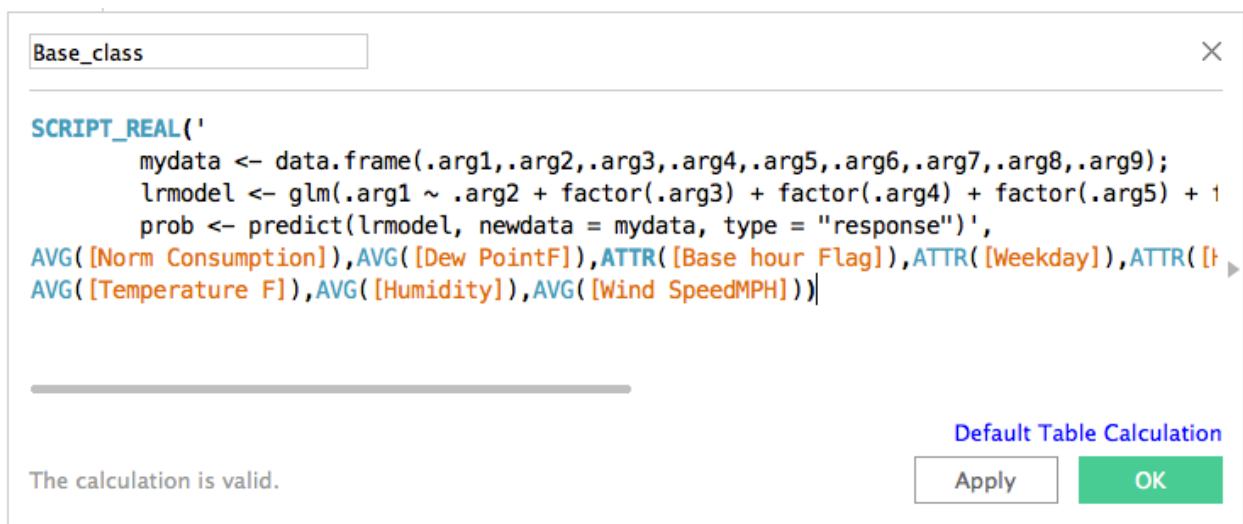 Base_class
SCRIPT_REAL('
mydata <- data.frame(.arg1,.arg2,.arg3,.arg4,.arg5,.arg6,.arg7,.arg8,.arg9);
lrmodel <- glm(.arg1 ~ .arg2 + factor(.arg3) + factor(.arg4) + factor(.arg5) +
prob <- predict(lrmodel, newdata = mydata, type = "response")',
AVG([Norm Consumption]),AVG([Dew PointF]),ATTR([Base hour Flag]),ATTR([Weekday]),ATTR([
AVG([Temperature F]),AVG([Humidity]),AVG([Wind SpeedMPH]))
Default Table Calculation
The calculation is valid.
Apply
OK